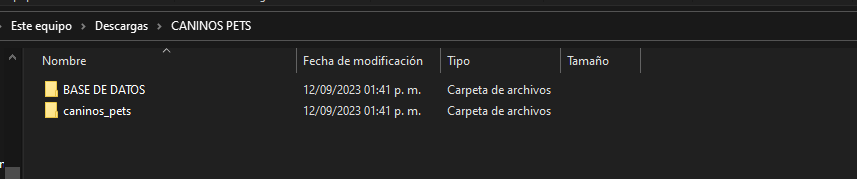 Este equipo > Descargas > CANINOS PETS
Nombre Fecha de modificación Tipo Tamaño
BASE DE DATOS 12/09/2023 01:41 p. m. Carpeta de archivos
caninos_pets 12/09/2023 01:41 p. m. Carpeta de archivos